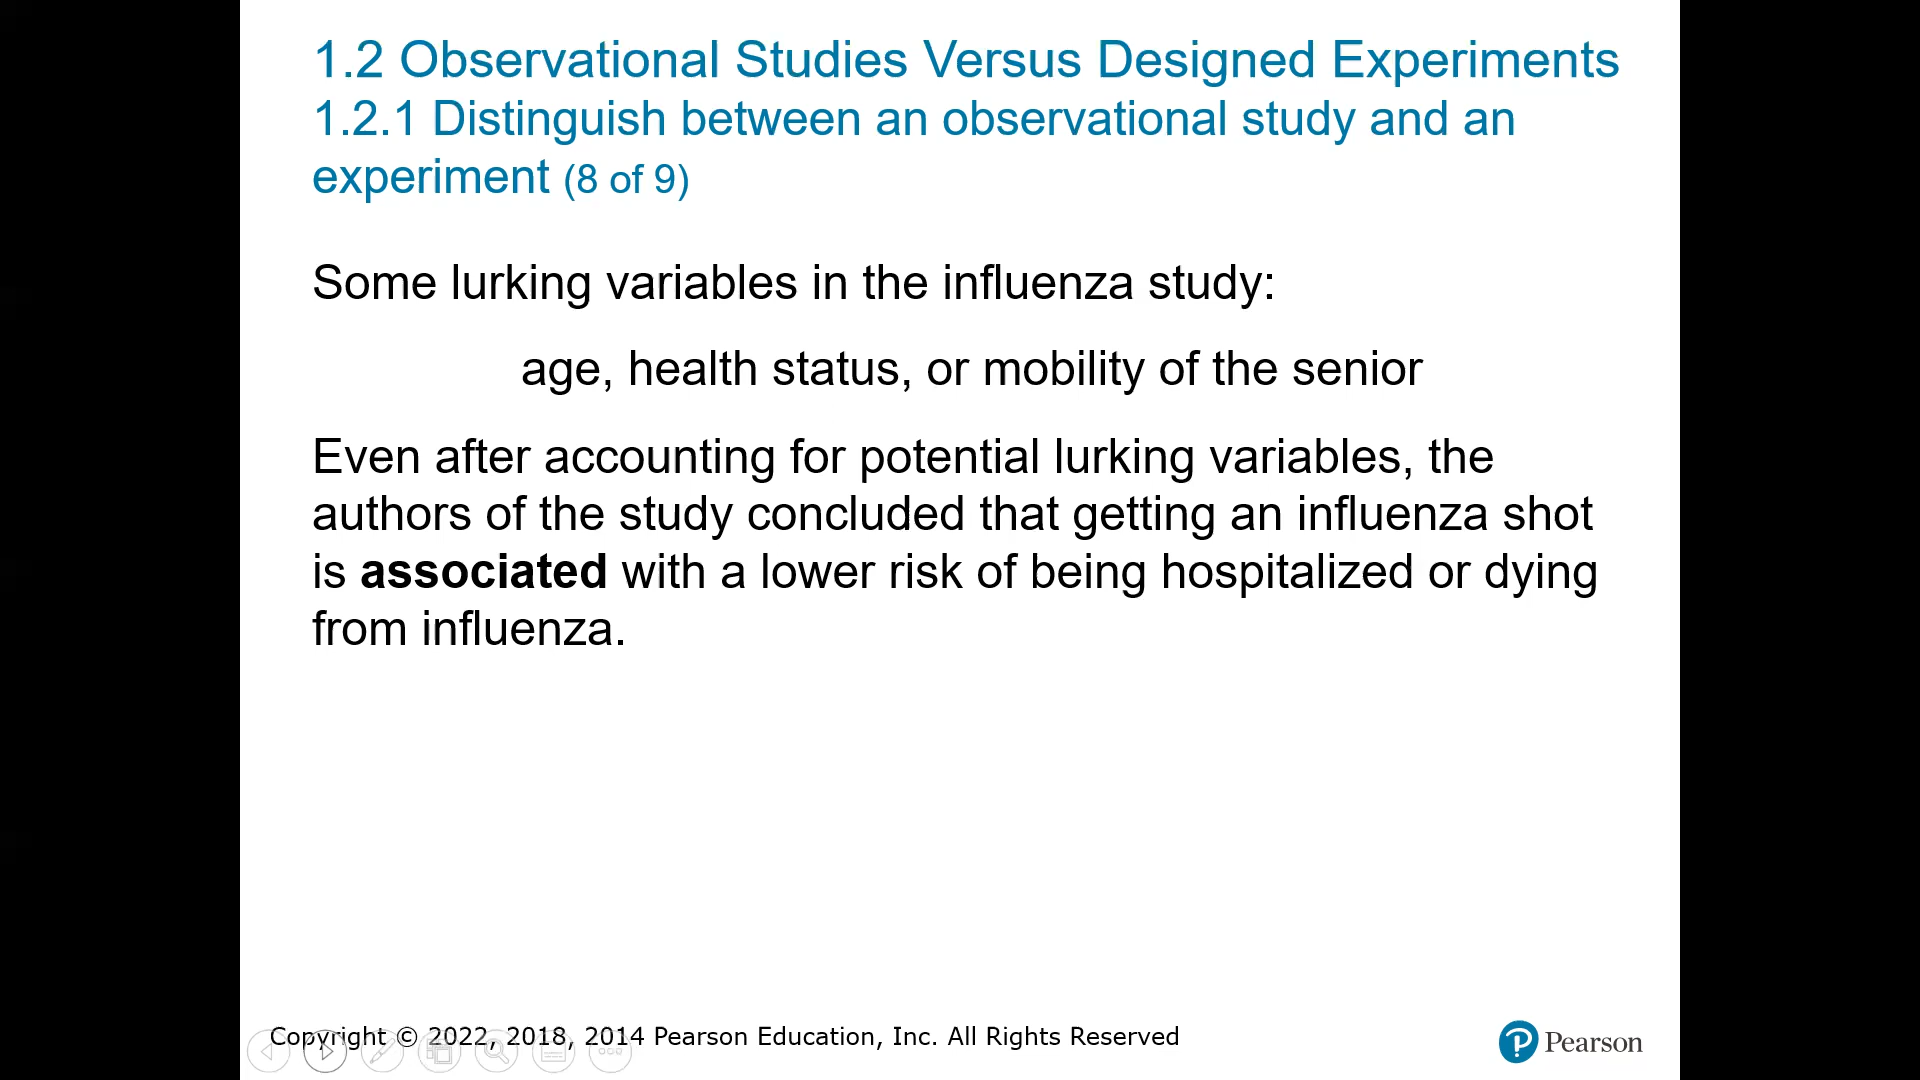 1.2 Observational Studies Versus Designed Experiments
1.2.1 Distinguish between an observational study and an
experiment (8 of 9)
Some lurking variables in the influenza study:
age, health status, or mobility of the senior
Even after accounting for potential lurking variables, the
authors of the study concluded that getting an influenza shot
is associated with a lower risk of being hospitalized or dying
from influenza.
Copyright © 2022, 2018, 2014 Pearson Education, Inc. All Rights Reserved
P Pearson